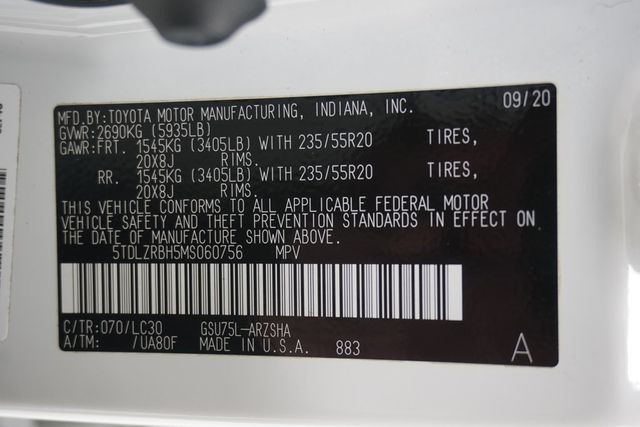 MFD.BY:TOYOTA MOTOR MANUFACTURING, INDIANA, INC. 09/20
GVWR:2690KG (5935LB)
GAWR:FRT. 1545KG (3405LB) WITH 235/55R20 TIRES,
20X8J RIMS.
RR. 1545KG (3405LB) WITH 235/55R20 TIRES,
20X8J RIMS.
THIS VEHICLE CONFORMS TO ALL APPLICABLE FEDERAL MOTOR
VEHICLE SAFETY AND THEFT PREVENTION STANDARDS IN EFFECT ON
THE DATE OF MANUFACTURE SHOWN ABOVE.
5TDLZRBH5MS060756 MPV
C/TR:070/LC30 GSU75L-ARZSHA
A/TM: /UA80F MADE IN U.S.A. 883 A